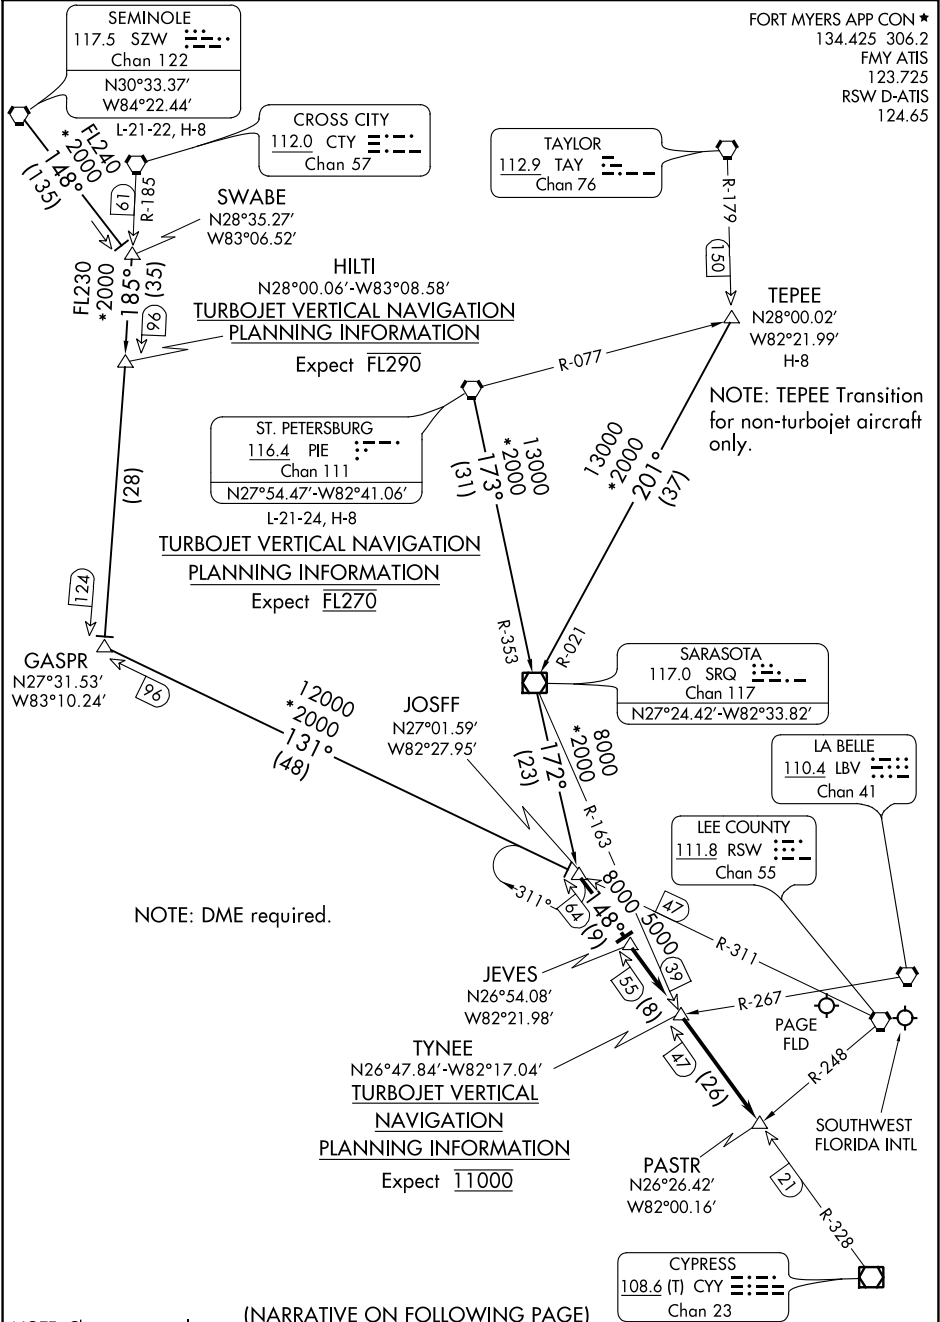 SEMINOLE
117.5 SZW
Chan 122
N30°33.37'
W84°22.44'
L-21-22, H-8
FORT MYERS APP CON ★
134.425 306.2
FMY ATIS
123.725
RSW D-ATIS
124.65
CROSS CITY
112.0 CTY
Chan 57
TAYLOR
112.9 TAY
Chan 76
FL240
*2000
148°
(135)
61
R-185
R-179
150
SWABE
N28°35.27'
W83°06.52'
FL230
*2000
185°
(35)
96
HILTI
N28°00.06'-W83°08.58'
TURBOJET VERTICAL NAVIGATION
PLANNING INFORMATION
Expect FL290
TEPEE
N28°00.02'
W82°21.99'
H-8
R-077
NOTE: TEPEE Transition
for non-turbojet aircraft
only.
ST. PETERSBURG
116.4 PIE
Chan 111
N27°54.47'-W82°41.06'
L-21-24, H-8
TURBOJET VERTICAL NAVIGATION
PLANNING INFORMATION
Expect FL270
13000
*2000
173°
(31)
13000
*2000
201°
(37)
(28)
124
R-353
R-021
GASPR
N27°31.53'
W83°10.24'
96
12000
*2000
131°
(48)
SARASOTA
117.0 SRQ
Chan 117
N27°24.42'-W82°33.82'
JOSFF
N27°01.59'
W82°27.95'
8000
*2000
172°
(23)
R-163
LA BELLE
110.4 LBV
Chan 41
LEE COUNTY
111.8 RSW
Chan 55
311°
64
148°
(9)
8000
5000
47
39
R-311
NOTE: DME required.
JEVES
N26°54.08'
W82°21.98'
55
(8)
R-267
PAGE
FLD
TYNEE
N26°47.84'-W82°17.04'
TURBOJET VERTICAL
NAVIGATION
PLANNING INFORMATION
Expect 11000
47
(26)
R-248
SOUTHWEST
FLORIDA INTL
PASTR
N26°26.42'
W82°00.16'
21
R-328
CYPRESS
108.6 (T) CYY
Chan 23
(NARRATIVE ON FOLLOWING PAGE)